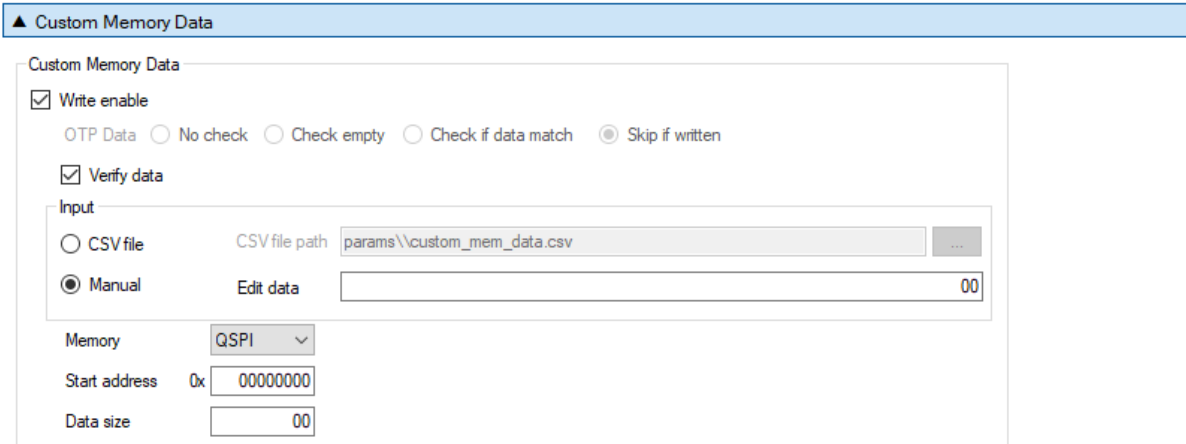 ▲ Custom Memory Data
Custom Memory Data
Write enable
OTP Data No check Check empty Check if data match Skip if written
Verify data
Input
CSV file CSV file path params\\custom_mem_data.csv ...
Manual Edit data 00
Memory QSPI
Start address 0x 00000000
Data size 00